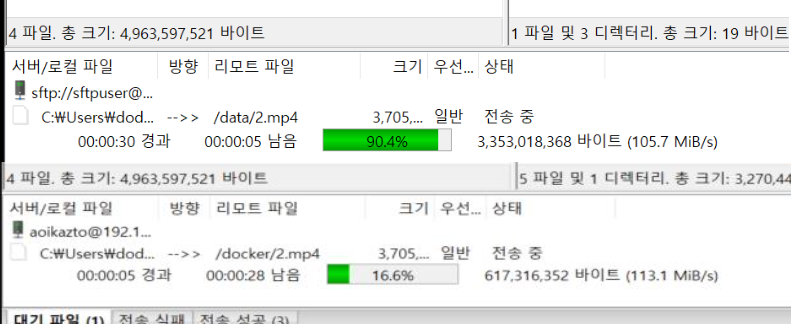 4 파일. 총 크기: 4,963,597,521 바이트 1 파일 및 3 디렉터리. 총 크기: 19 바이트
서버/로컬 파일 방향 리모트 파일 크기 우선... 상태
sftp://sftpuser@...
C:₩Users₩dod... -->> /data/2.mp4 3,705,... 일반 전송 중
00:00:30 경과 00:00:05 남음 90.4% 3,353,018,368 바이트 (105.7 MiB/s)
4 파일. 총 크기: 4,963,597,521 바이트 5 파일 및 1 디렉터리. 총 크기: 3,270,44
서버/로컬 파일 방향 리모트 파일 크기 우선... 상태
aoikazto@192.1...
C:₩Users₩dod... -->> /docker/2.mp4 3,705,... 일반 전송 중
00:00:05 경과 00:00:28 남음 16.6% 617,316,352 바이트 (113.1 MiB/s)
대기 파일 (1) 전송 실패 전송 성공 (3)